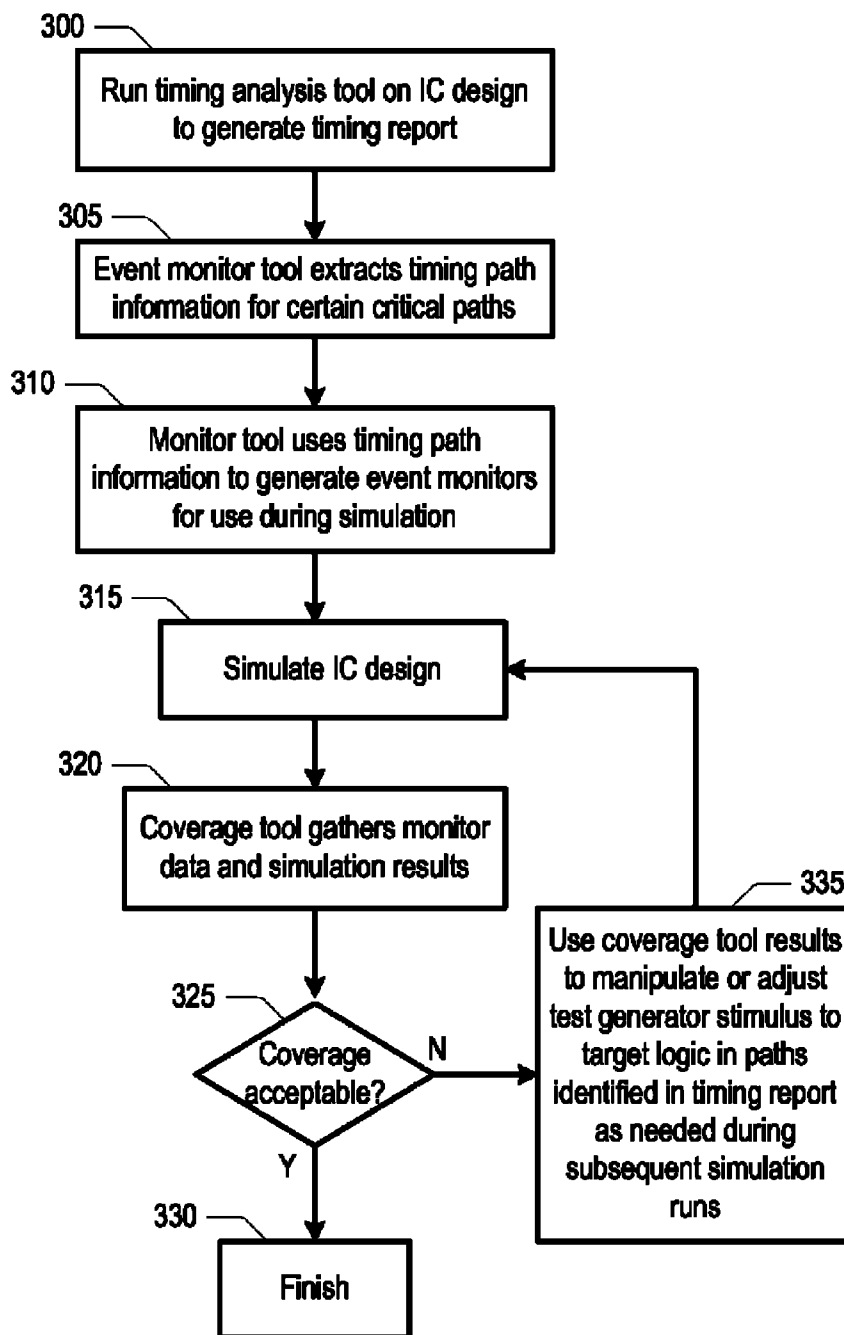 300
Run timing analysis tool on IC design
to generate timing report
305
Event monitor tool extracts timing path
information for certain critical paths
310
Monitor tool uses timing path
information to generate event monitors
for use during simulation
315
Simulate IC design
320
Coverage tool gathers monitor
data and simulation results
325
Coverage
acceptable?
N
Y
335
Use coverage tool results
to manipulate or adjust
test generator stimulus to
target logic in paths
identified in timing report
as needed during
subsequent simulation
runs
330
Finish